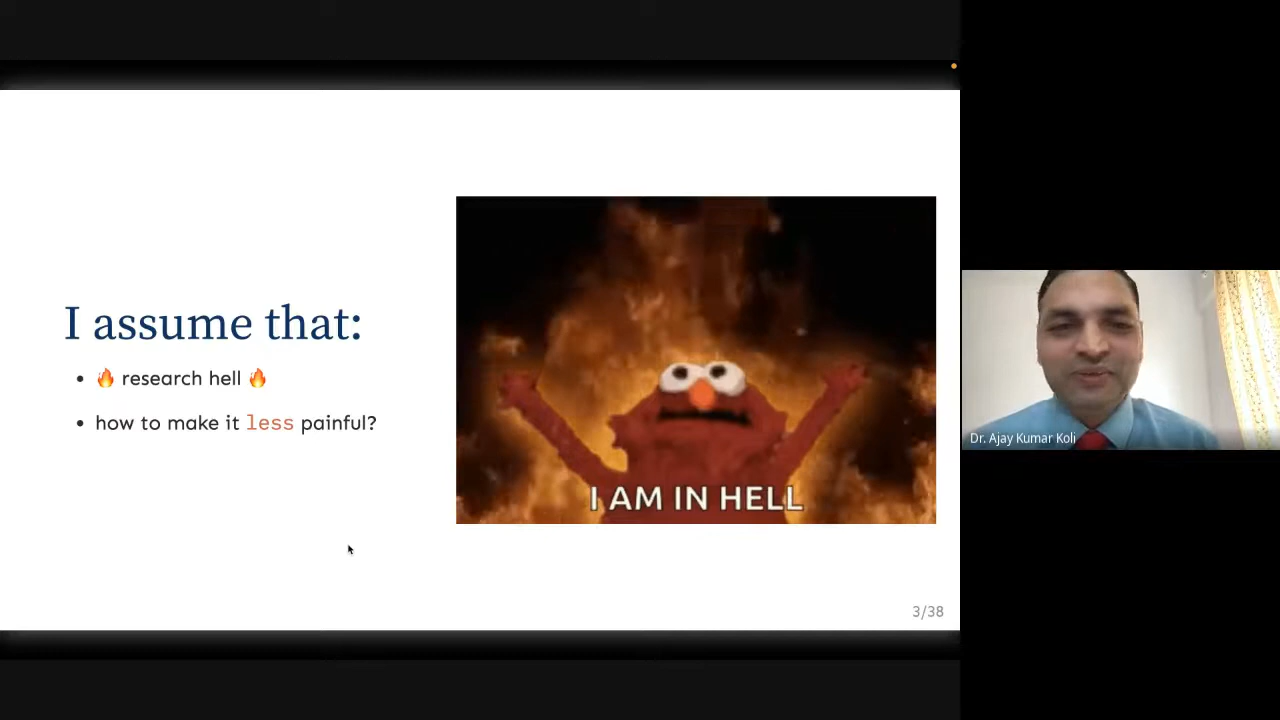 I assume that:
🔥 research hell 🔥
how to make it less painful?
I AM IN HELL
3/38
Dr. Ajay Kumar Koli